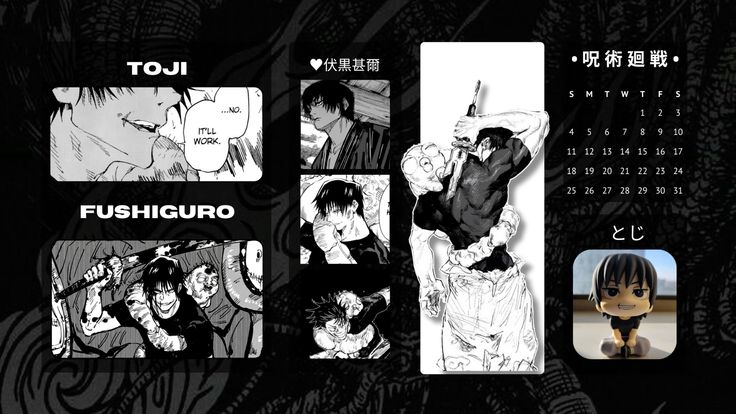 TOJI
...NO.
IT'LL
WORK.
FUSHIGURO
♥伏黒甚爾
•呪術廻戦•
S M T W T F S
1 2 3
4 5 6 7 8 9 10
11 12 13 14 15 16 17
18 19 20 21 22 23 24
25 26 27 28 29 30 31
とじ